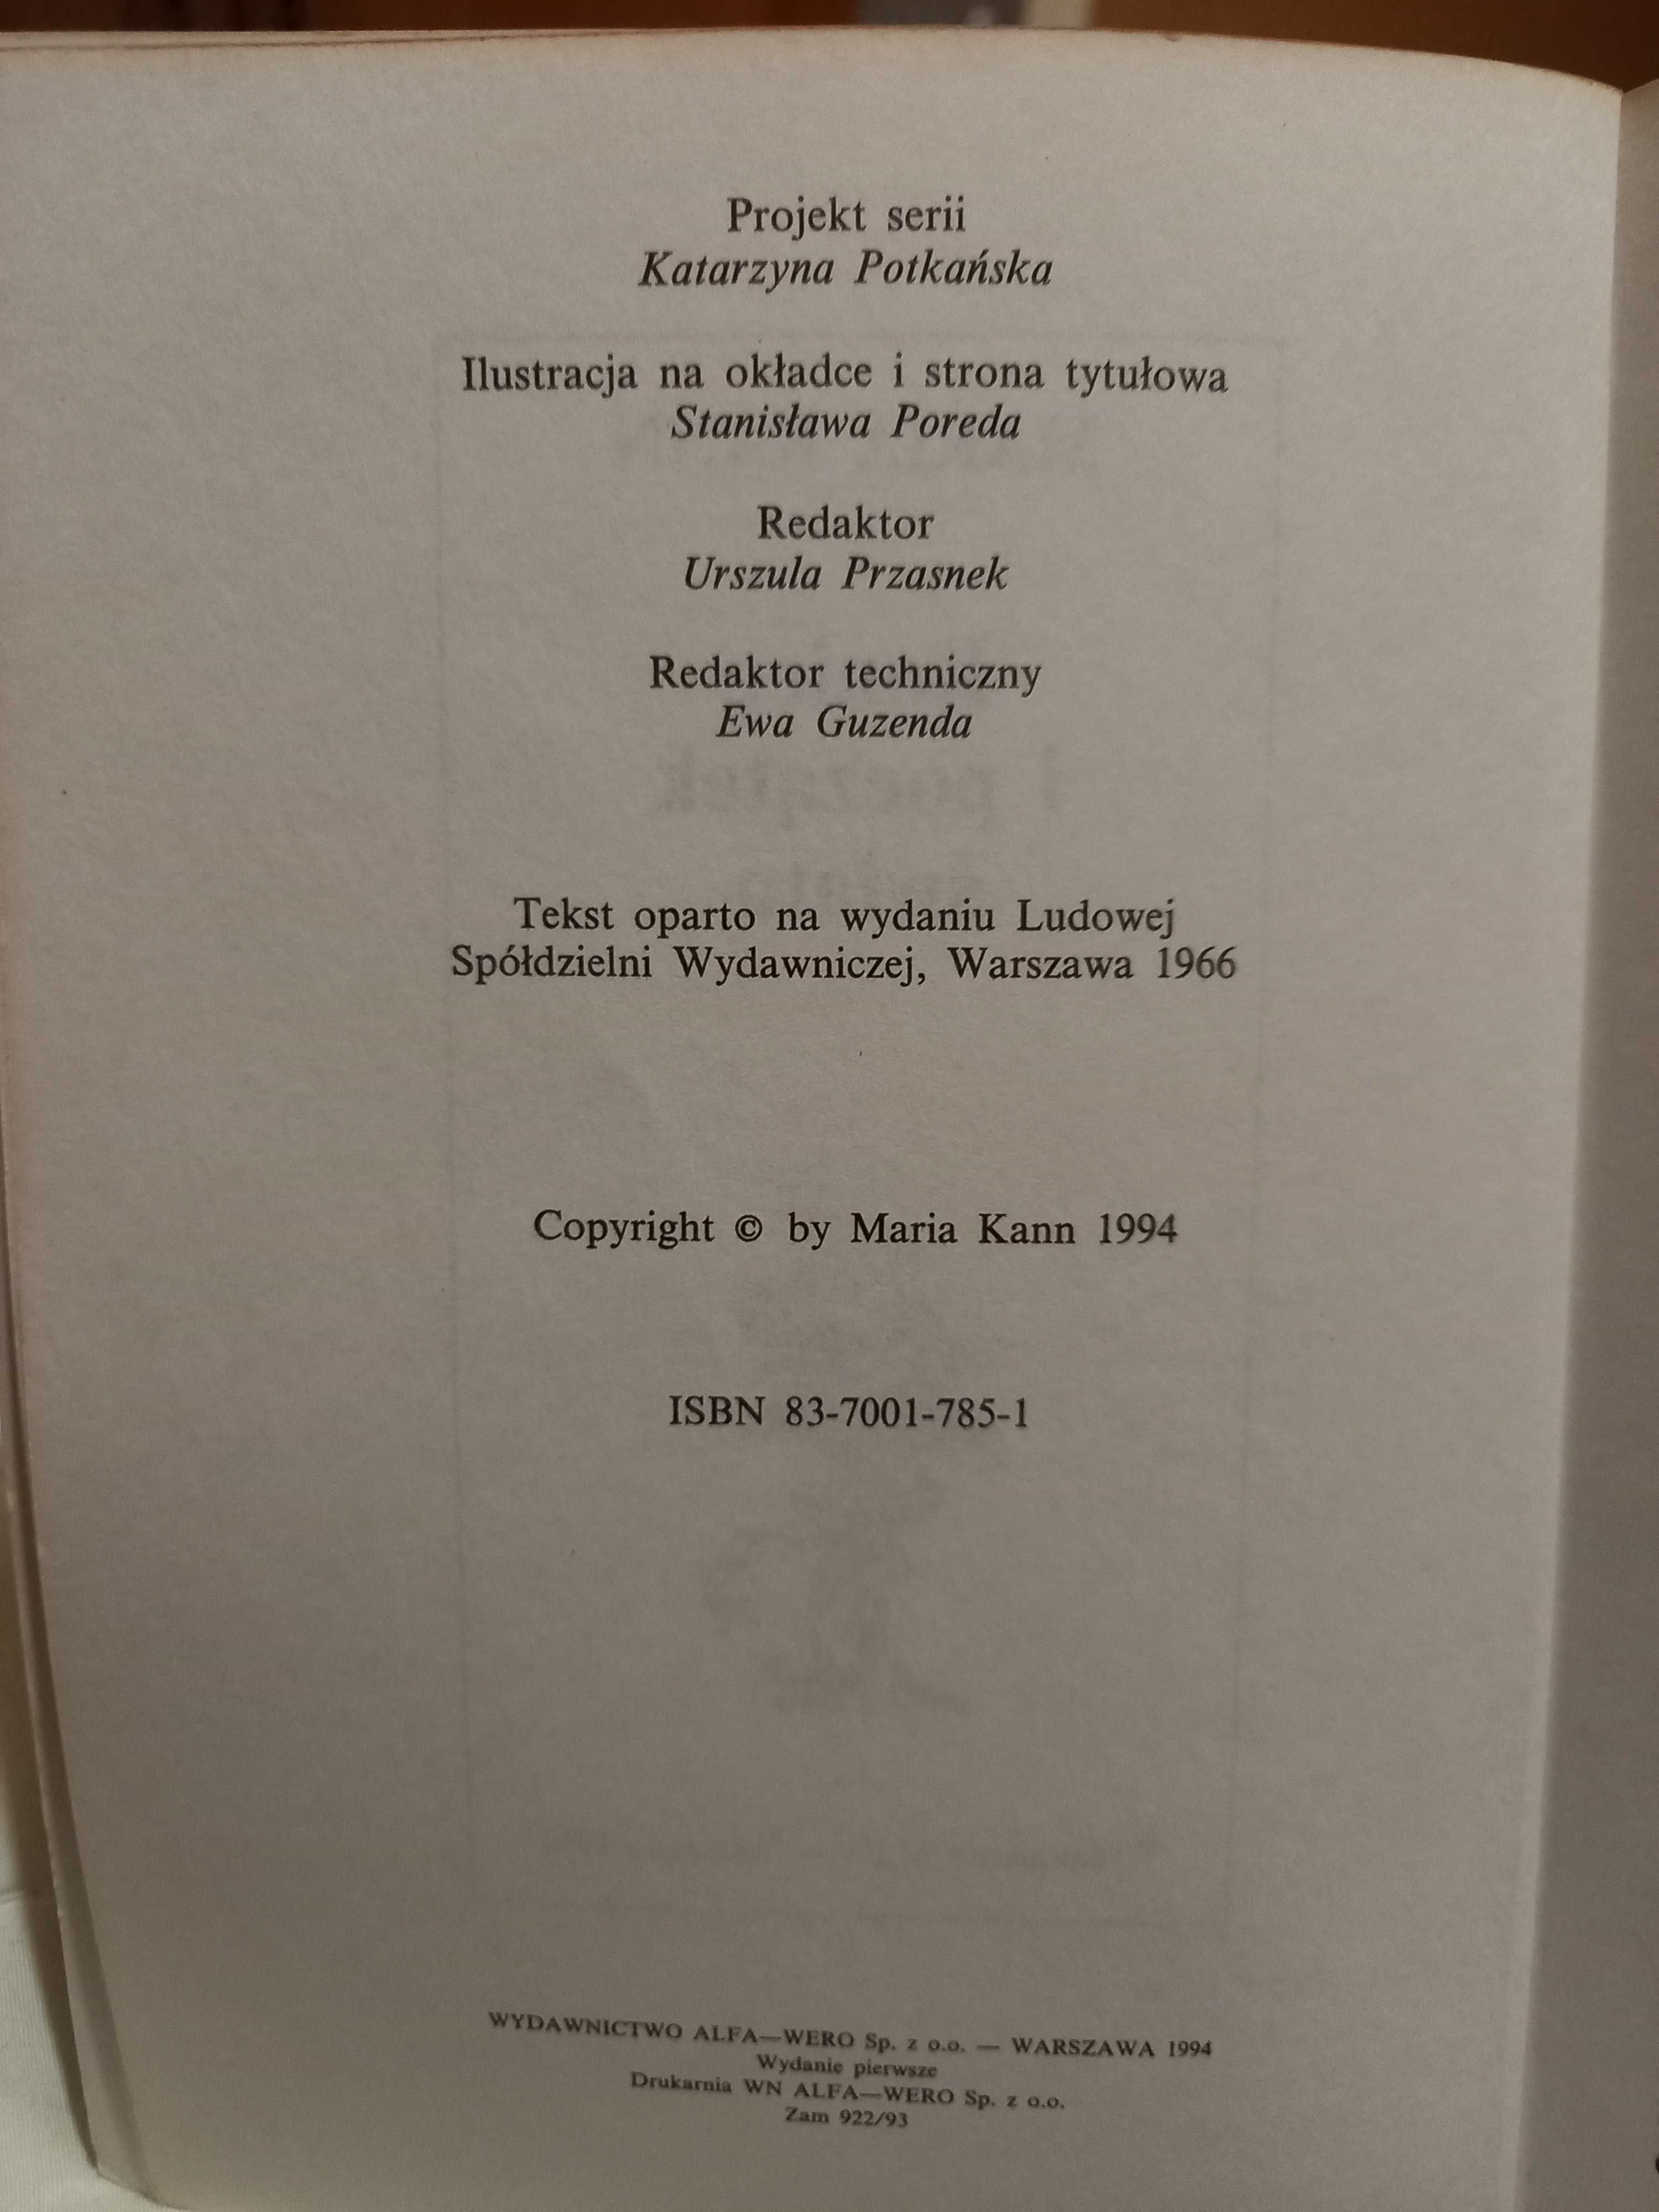 Projekt serii
Katarzyna Potkańska
Ilustracja na okładce i strona tytułowa
Stanisława Poreda
Redaktor
Urszula Przasnek
Redaktor techniczny
Ewa Guzenda
Tekst oparto na wydaniu Ludowej
Spółdzielni Wydawniczej, Warszawa 1966
Copyright © by Maria Kann 1994
ISBN 83-7001-785-1
WYDAWNICTWO ALFA—WERO Sp. z o.o. — WARSZAWA 1994
Wydanie pierwsze
Drukarnia WN ALFA—WERO Sp. z o.o.
Zam 922/93